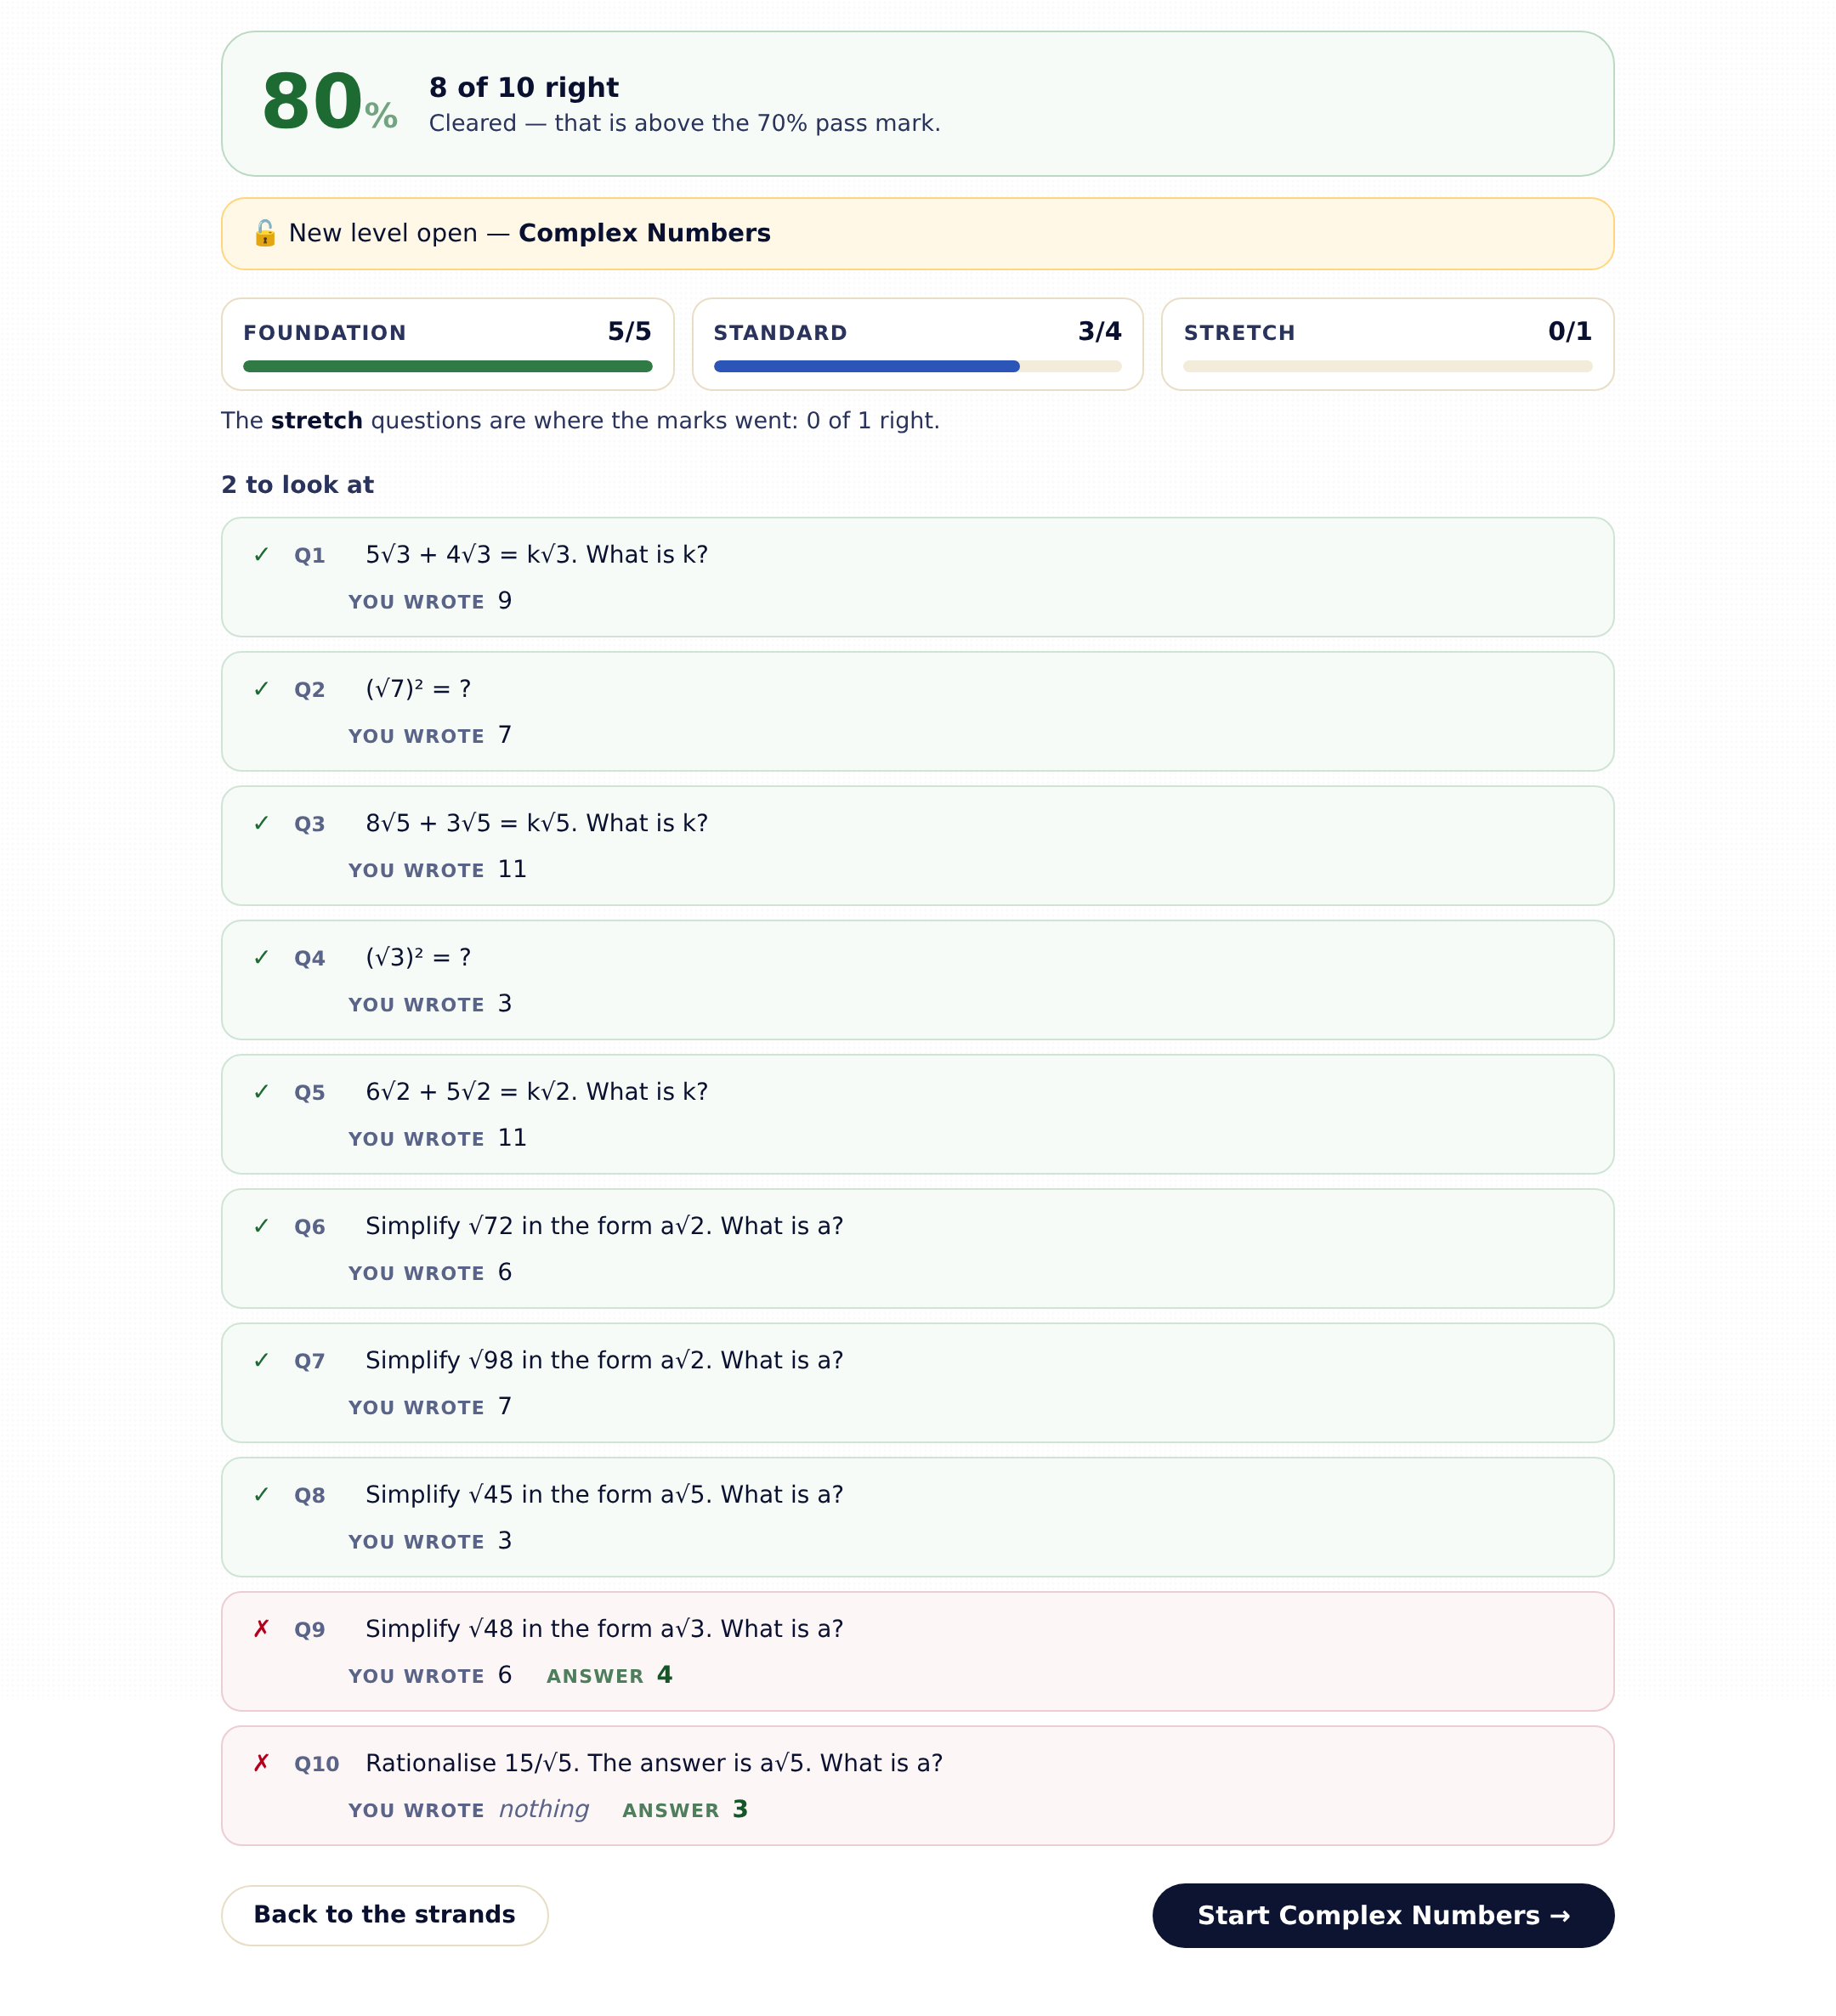 80%
8 of 10 right
Cleared — that is above the 70% pass mark.
🔓 New level open — Complex Numbers
FOUNDATION 5/5
STANDARD 3/4
STRETCH 0/1
The stretch questions are where the marks went: 0 of 1 right.
2 to look at
✓ Q1 5√3 + 4√3 = k√3. What is k?
YOU WROTE 9
✓ Q2 (√7)² = ?
YOU WROTE 7
✓ Q3 8√5 + 3√5 = k√5. What is k?
YOU WROTE 11
✓ Q4 (√3)² = ?
YOU WROTE 3
✓ Q5 6√2 + 5√2 = k√2. What is k?
YOU WROTE 11
✓ Q6 Simplify √72 in the form a√2. What is a?
YOU WROTE 6
✓ Q7 Simplify √98 in the form a√2. What is a?
YOU WROTE 7
✓ Q8 Simplify √45 in the form a√5. What is a?
YOU WROTE 3
✗ Q9 Simplify √48 in the form a√3. What is a?
YOU WROTE 6 ANSWER 4
✗ Q10 Rationalise 15/√5. The answer is a√5. What is a?
YOU WROTE nothing ANSWER 3
Back to the strands
Start Complex Numbers →